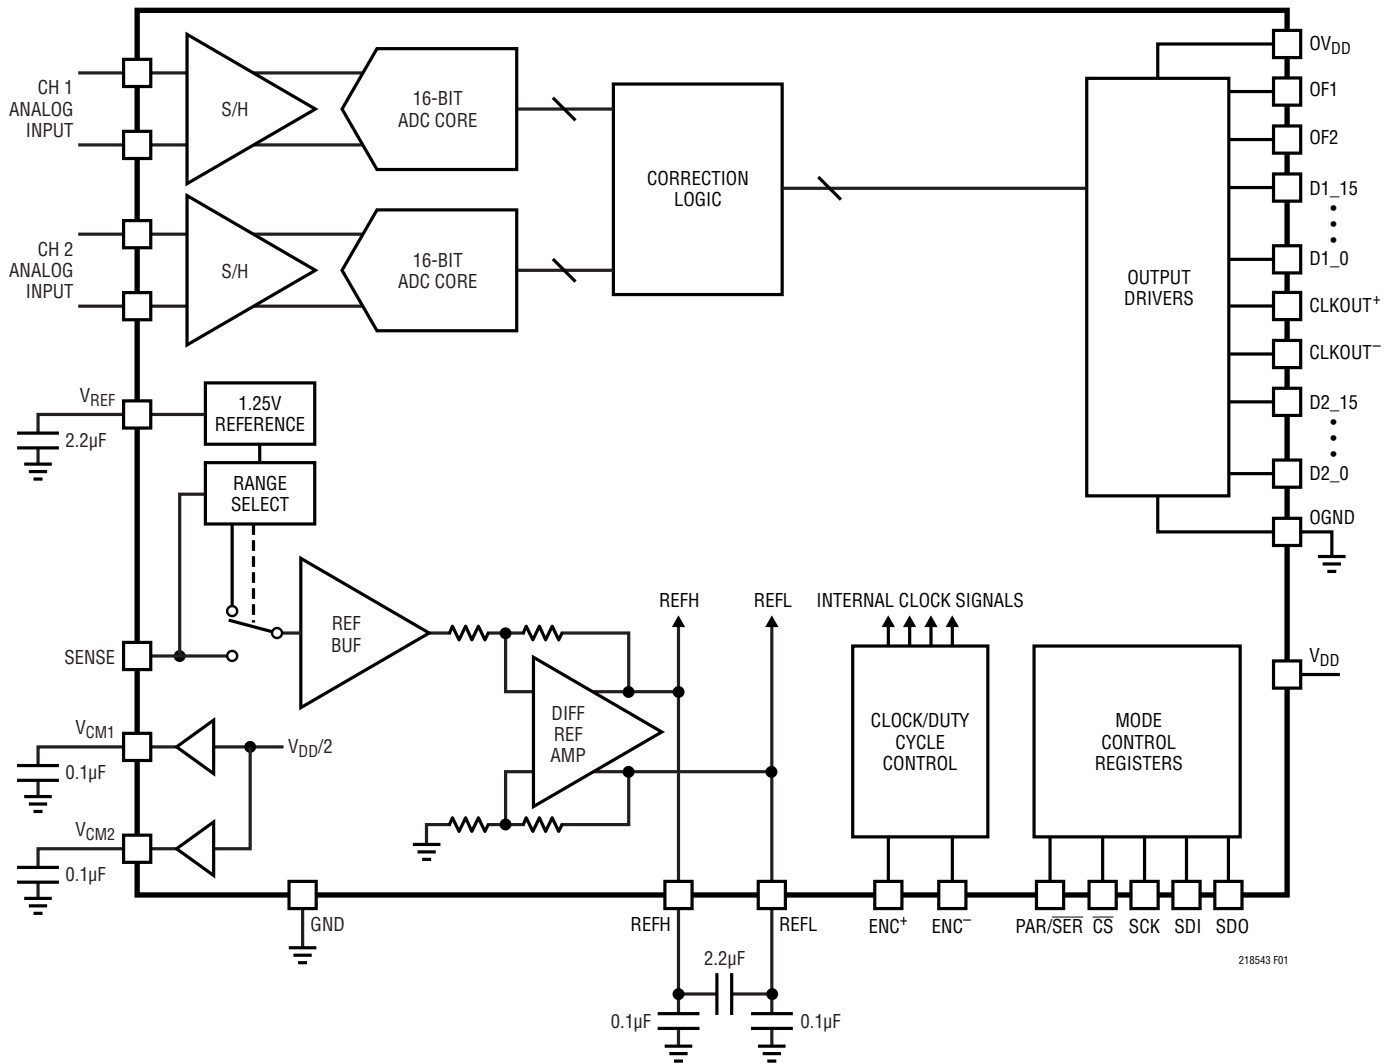 CH 1
ANALOG
INPUT
S/H
16-BIT
ADC CORE
CORRECTION
LOGIC
CH 2
ANALOG
INPUT
S/H
16-BIT
ADC CORE
OUTPUT
DRIVERS
OVDD
OF1
OF2
D1_15
D1_0
CLKOUT+
CLKOUT–
D2_15
D2_0
OGND
VREF
2.2µF
1.25V
REFERENCE
RANGE
SELECT
SENSE
REF
BUF
DIFF
REF
AMP
REFH
REFL
INTERNAL CLOCK SIGNALS
CLOCK/DUTY
CYCLE
CONTROL
MODE
CONTROL
REGISTERS
VDD
VCM1
0.1µF
VDD/2
VCM2
0.1µF
GND
REFH
REFL
ENC+
ENC–
PAR/SER
CS
SCK
SDI
SDO
2.2µF
0.1µF
0.1µF
218543 F01